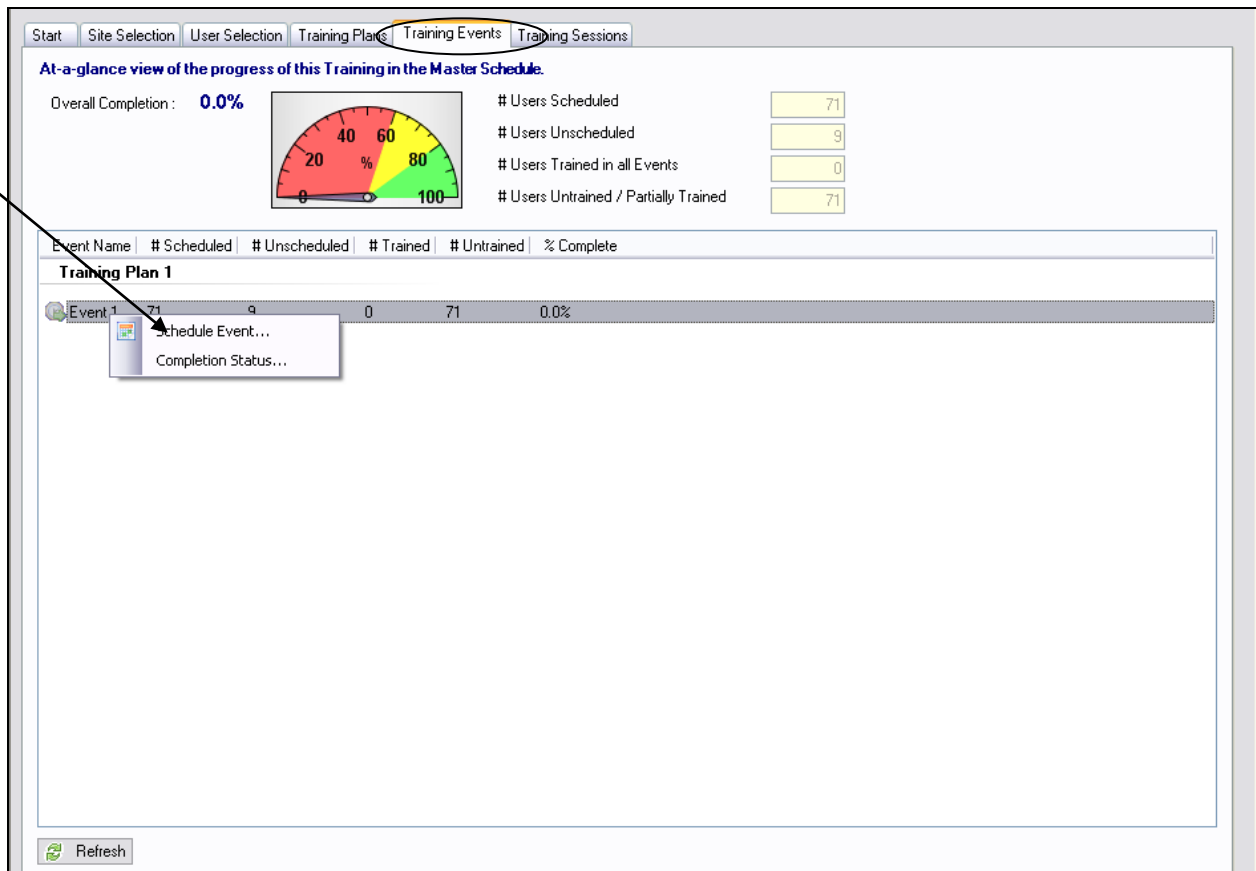 Start Site Selection User Selection Training Plans Training Events Training Sessions
At-a-glance view of the progress of this Training in the Master Schedule.
Overall Completion : 0.0%
0 20 40 60 80 100
%
# Users Scheduled 71
# Users Unscheduled 9
# Users Trained in all Events 0
# Users Untrained / Partially Trained 71
Event Name # Scheduled # Unscheduled # Trained # Untrained % Complete
Training Plan 1
Event 1 71 9 0 71 0.0%
Schedule Event...
Completion Status...
Refresh